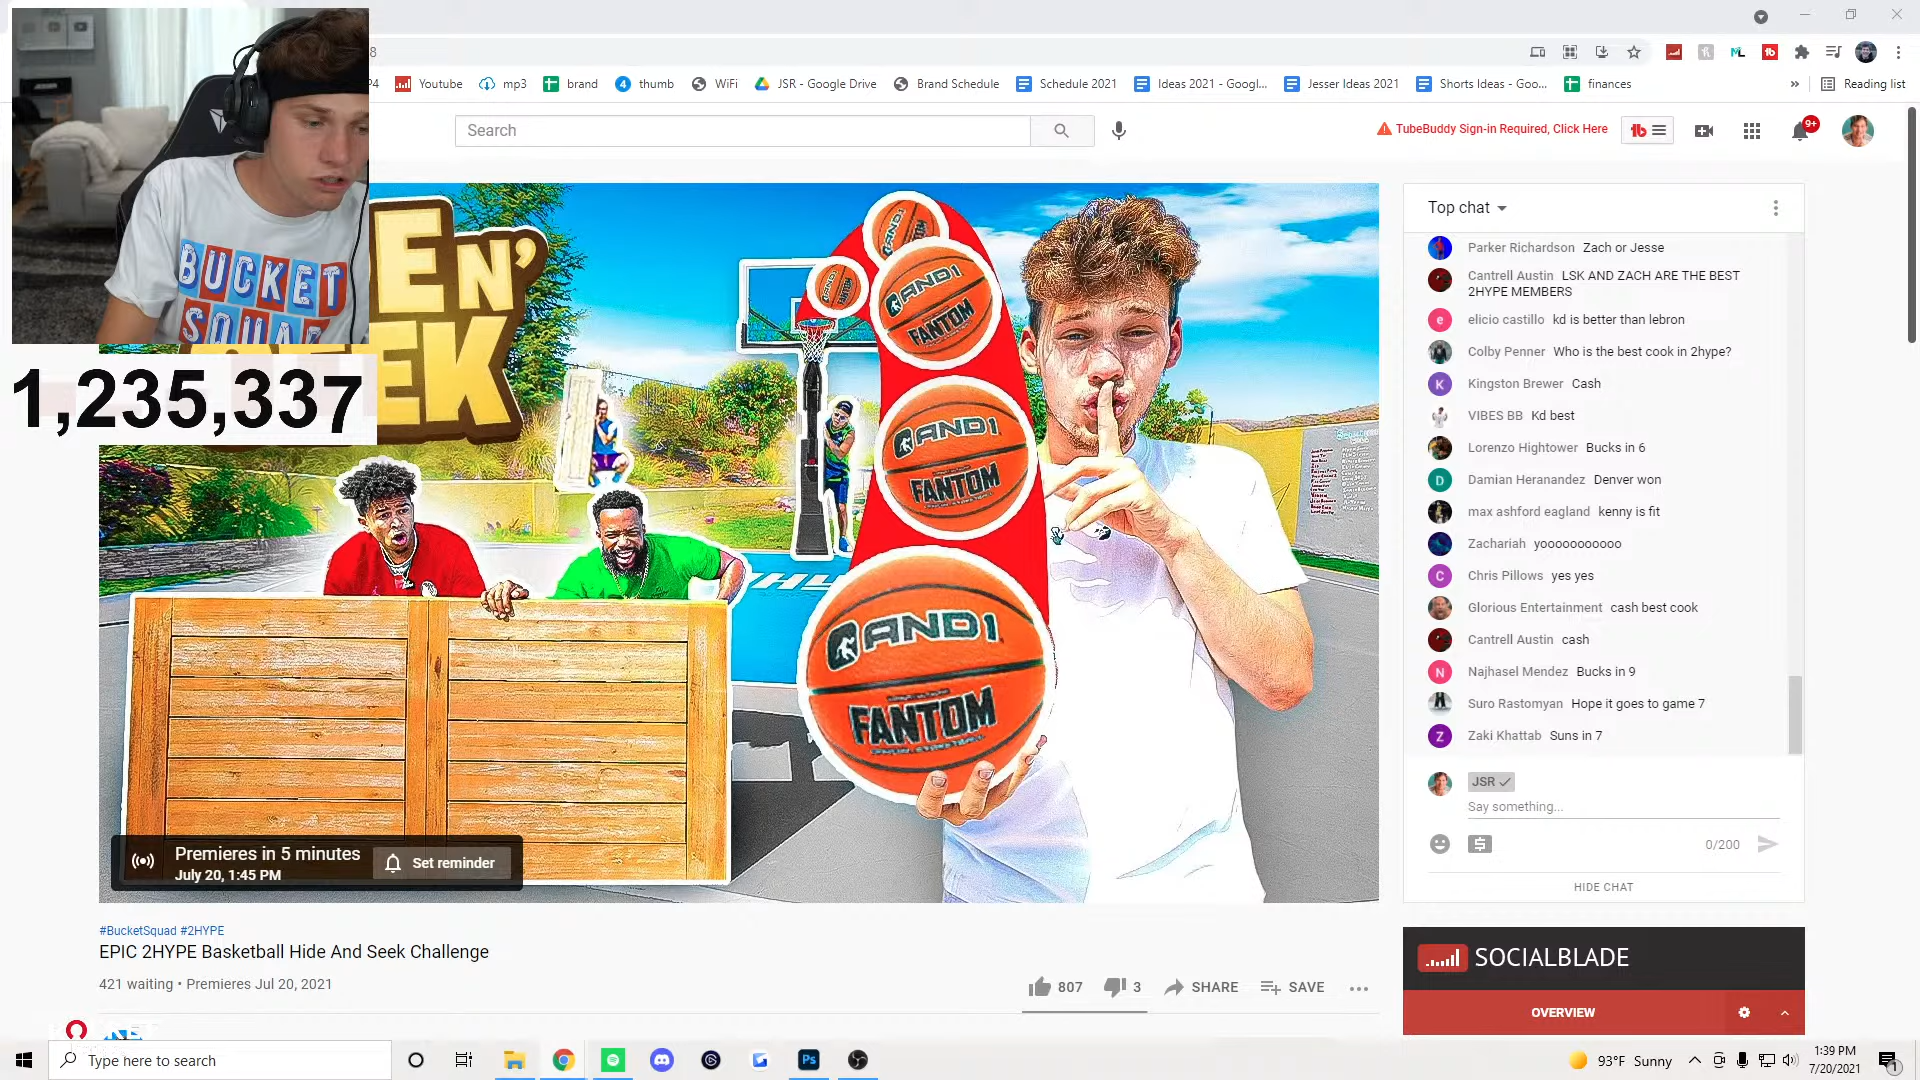 8
P4
Youtube
mp3
brand
4 thumb
WiFi
JSR - Google Drive
Brand Schedule
Schedule 2021
Ideas 2021 - Googl...
Jesser Ideas 2021
Shorts Ideas - Goo...
finances
»
Reading list
Search
TubeBuddy Sign-in Required, Click Here
9+
BUCKET
SQUAD
1,235,337
EN'
EK
AND1
AND1
FANTOM
AND1
FANTOM
AND1
FANTOM
Premieres in 5 minutes
July 20, 1:45 PM
Set reminder
Top chat
Parker Richardson Zach or Jesse
Cantrell Austin LSK AND ZACH ARE THE BEST
2HYPE MEMBERS
e elicio castillo kd is better than lebron
Colby Penner Who is the best cook in 2hype?
K Kingston Brewer Cash
VIBES BB Kd best
Lorenzo Hightower Bucks in 6
D Damian Heranandez Denver won
max ashford eagland kenny is fit
Zachariah yooooooooooo
C Chris Pillows yes yes
Glorious Entertainment cash best cook
Cantrell Austin cash
N Najhasel Mendez Bucks in 9
Suro Rastomyan Hope it goes to game 7
Z Zaki Khattab Suns in 7
JSR
Say something...
0/200
HIDE CHAT
#BucketSquad #2HYPE
EPIC 2HYPE Basketball Hide And Seek Challenge
421 waiting • Premieres Jul 20, 2021
807
3
SHARE
SAVE
SOCIALBLADE
OVERVIEW
Type here to search
Ps
93°F Sunny
1:39 PM
7/20/2021
1